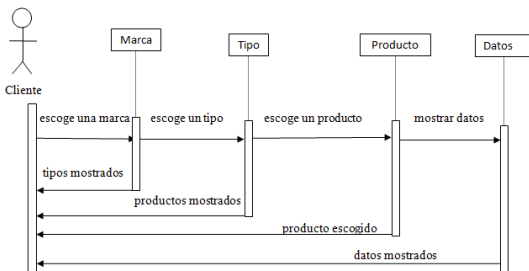 Marca
Tipo
Producto
Datos
Cliente
escoge una marca
escoge un tipo
escoge un producto
mostrar datos
tipos mostrados
productos mostrados
producto escogido
datos mostrados